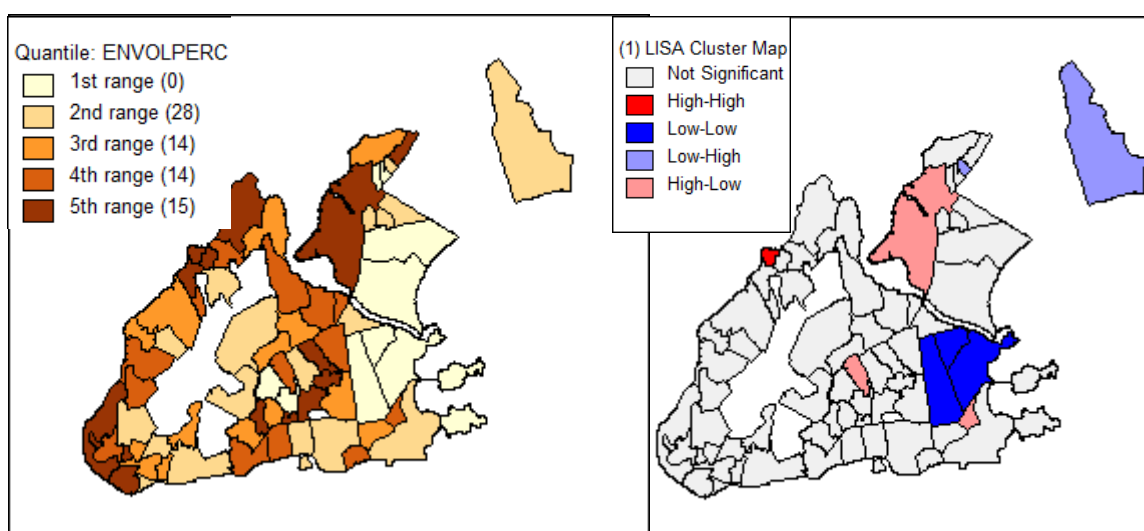 Quantile: ENVOLPERC
1st range (0)
2nd range (28)
3rd range (14)
4th range (14)
5th range (15)
(1) LISA Cluster Map
Not Significant
High-High
Low-Low
Low-High
High-Low